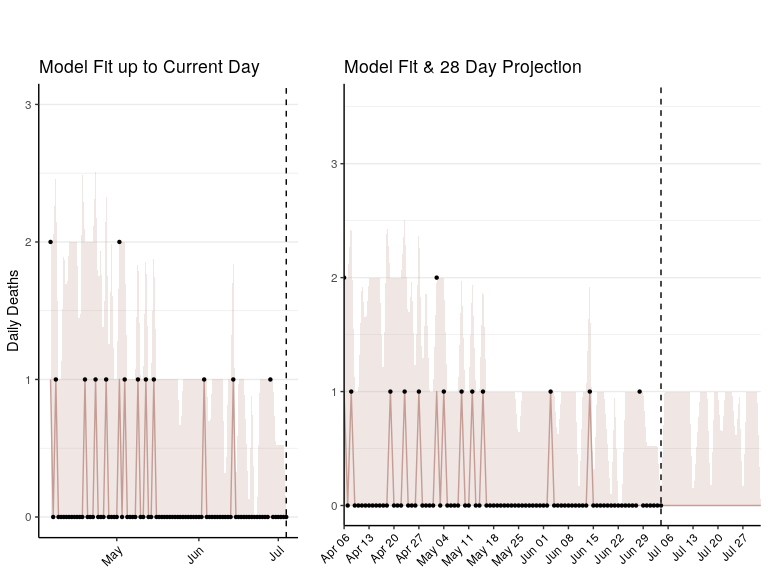 Model Fit up to Current Day
Model Fit & 28 Day Projection
Daily Deaths
3
2
1
0
May
Jun
Jul
3
2
1
0
Apr 06
Apr 13
Apr 20
Apr 27
May 04
May 11
May 18
May 25
Jun 01
Jun 08
Jun 15
Jun 22
Jun 29
Jul 06
Jul 13
Jul 20
Jul 27